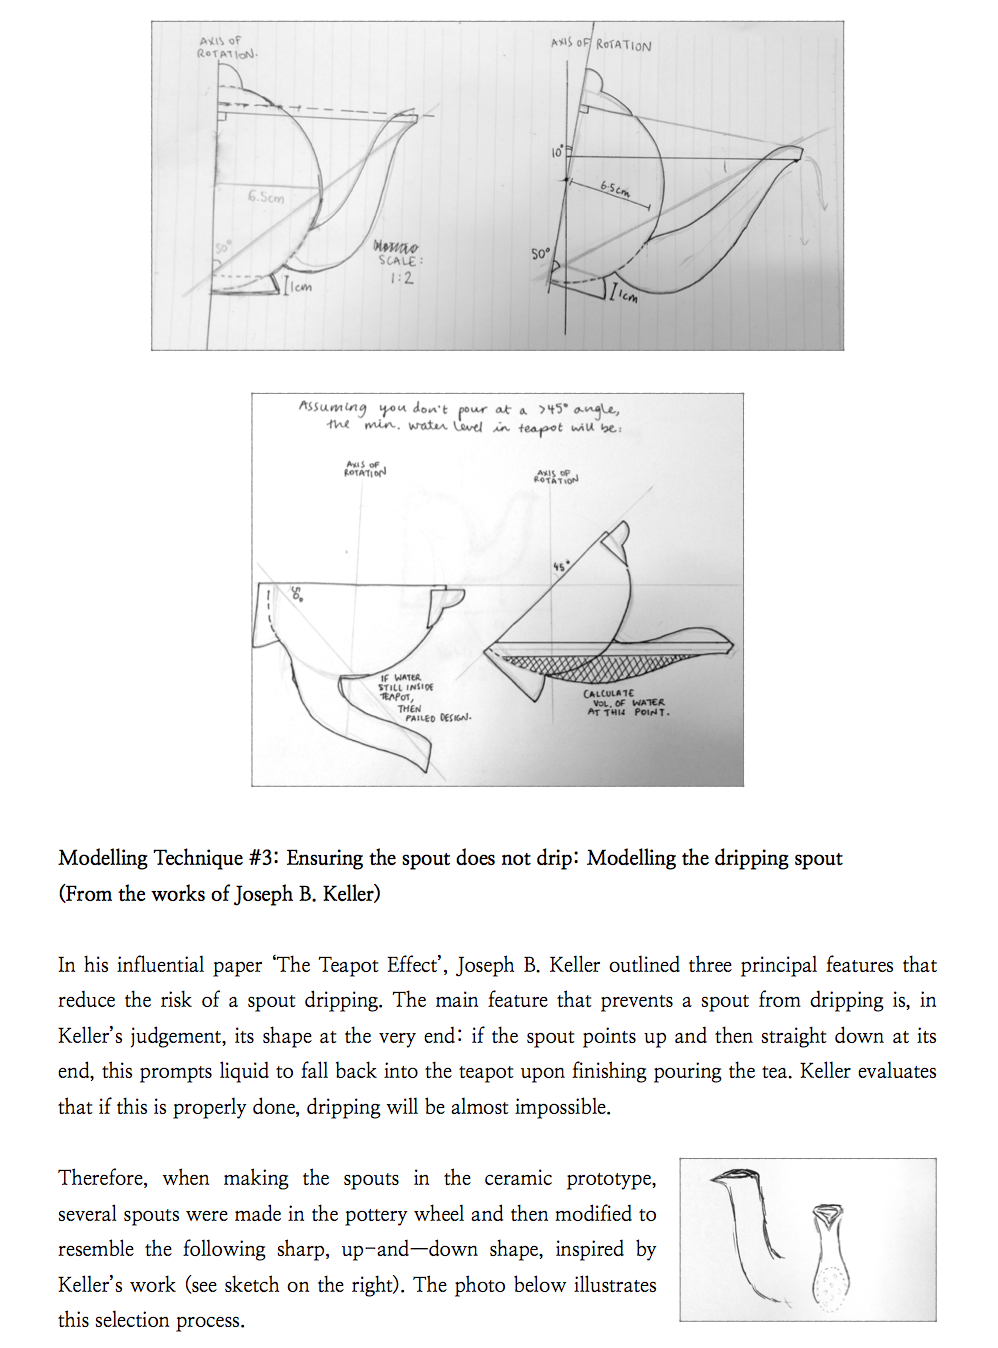 AXIS OF
ROTATION.
6.5cm
50°
SCALE:
1:2
1cm
AXIS OF ROTATION
10°
6.5cm
50°
1cm
Assuming you don't pour at a >45° angle,
the min. water level in teapot will be:
AXIS OF
ROTATION
AXIS OF
ROTATION
45°
IF WATER
STILL INSIDE
TEAPOT,
THEN
FAILED DESIGN.
CALCULATE
VOL. OF WATER
AT THIS POINT.
Modelling Technique #3: Ensuring the spout does not drip: Modelling the dripping spout
(From the works of Joseph B. Keller)
In his influential paper ‘The Teapot Effect’, Joseph B. Keller outlined three principal features that
reduce the risk of a spout dripping. The main feature that prevents a spout from dripping is, in
Keller’s judgement, its shape at the very end: if the spout points up and then straight down at its
end, this prompts liquid to fall back into the teapot upon finishing pouring the tea. Keller evaluates
that if this is properly done, dripping will be almost impossible.
Therefore, when making the spouts in the ceramic prototype,
several spouts were made in the pottery wheel and then modified to
resemble the following sharp, up-and—down shape, inspired by
Keller’s work (see sketch on the right). The photo below illustrates
this selection process.